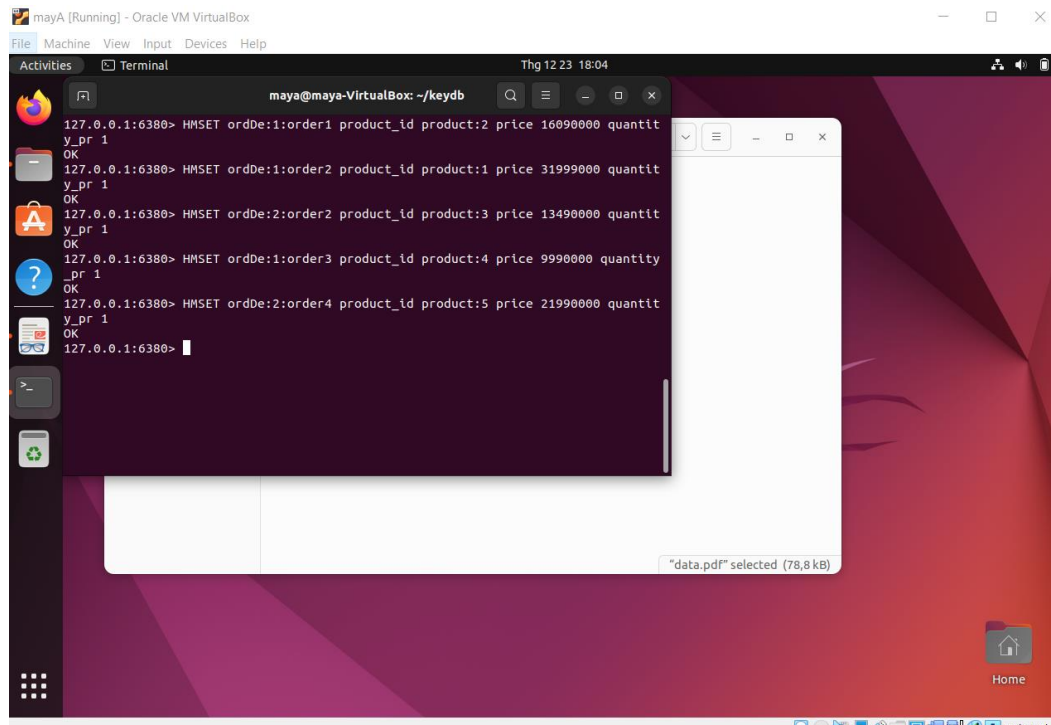 mayA [Running] - Oracle VM VirtualBox
File Machine View Input Devices Help
Activities Terminal Thg 12 23 18:04
maya@maya-VirtualBox: ~/keydb
127.0.0.1:6380> HMSET ordDe:1:order1 product_id product:2 price 16090000 quantit
y_pr 1
OK
127.0.0.1:6380> HMSET ordDe:1:order2 product_id product:1 price 31999000 quantit
y_pr 1
OK
127.0.0.1:6380> HMSET ordDe:2:order2 product_id product:3 price 13490000 quantit
y_pr 1
OK
127.0.0.1:6380> HMSET ordDe:1:order3 product_id product:4 price 9990000 quantity
_pr 1
OK
127.0.0.1:6380> HMSET ordDe:2:order4 product_id product:5 price 21990000 quantit
y_pr 1
OK
127.0.0.1:6380>
"data.pdf" selected (78,8 kB)
Home